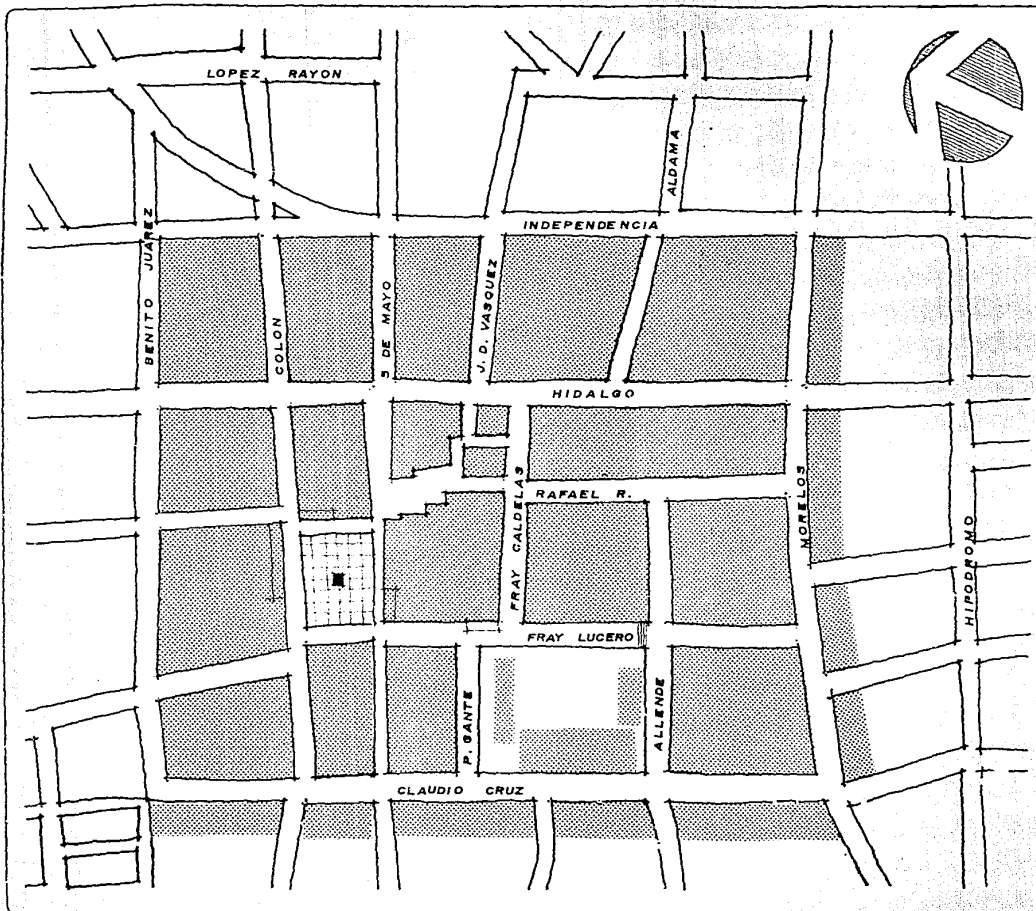 LOPEZ RAYON
ALDAMA
INDEPENDENCIA
BENITO JUAREZ
COLON
5 DE MAYO
J. D. VASQUEZ
HIDALGO
RAFAEL R.
FRAY CALDELAS
MORELOS
HIPODROMO
FRAY LUCERO
P. GANTE
ALLENDE
CLAUDIO CRUZ